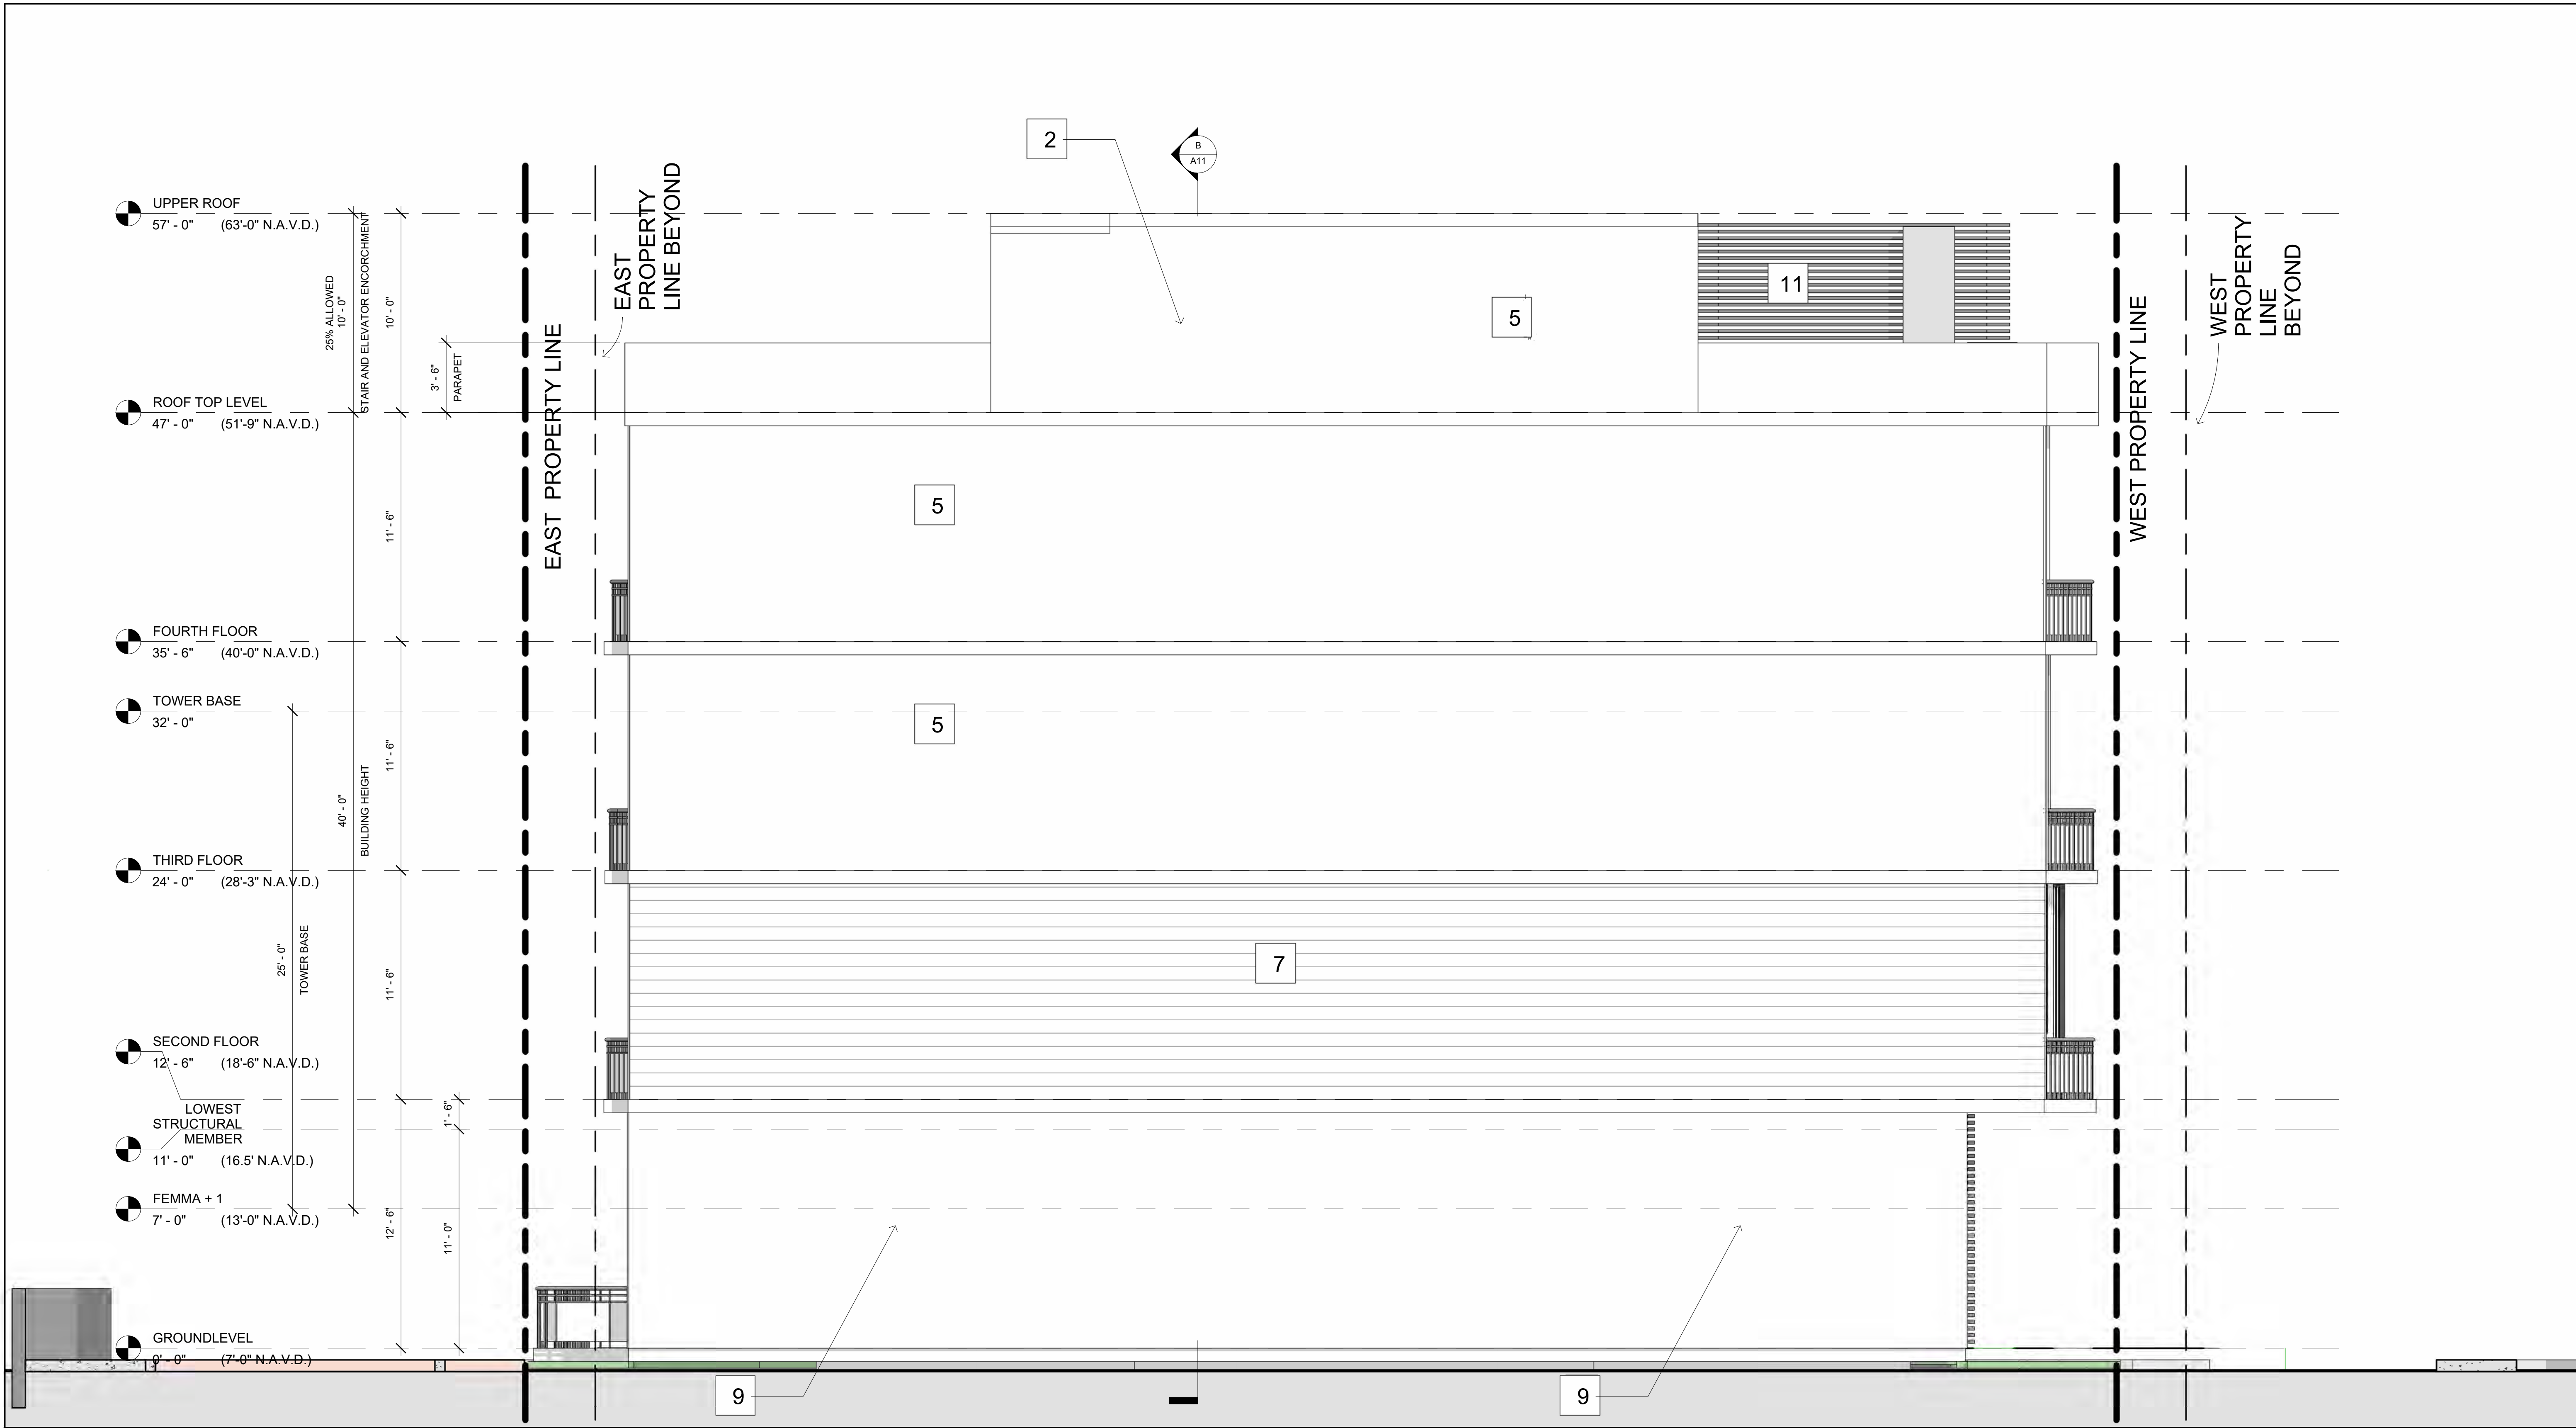 2
B
A11
UPPER ROOF
57' - 0" (63'-0" N.A.V.D.)
25% ALLOWED
10' - 0"
STAIR AND ELEVATOR ENCORCHMENT
10' - 0"
EAST
PROPERTY
LINE BEYOND
WEST
PROPERTY
LINE
BEYOND
11
5
EAST PROPERTY LINE
WEST PROPERTY LINE
3' - 6"
PARAPET
ROOF TOP LEVEL
47' - 0" (51'-9" N.A.V.D.)
5
11' - 6"
FOURTH FLOOR
35' - 6" (40'-0" N.A.V.D.)
TOWER BASE
32' - 0"
5
11' - 6"
40' - 0"
BUILDING HEIGHT
THIRD FLOOR
24' - 0" (28'-3" N.A.V.D.)
25' - 0"
TOWER BASE
11' - 6"
7
SECOND FLOOR
12' - 6" (18'-6" N.A.V.D.)
LOWEST
STRUCTURAL
MEMBER
11' - 0" (16.5' N.A.V.D.)
1' - 6"
FEMMA + 1
7' - 0" (13'-0" N.A.V.D.)
12' - 6"
11' - 0"
GROUNDLEVEL
0' - 0" (7'-0" N.A.V.D.)
9
9